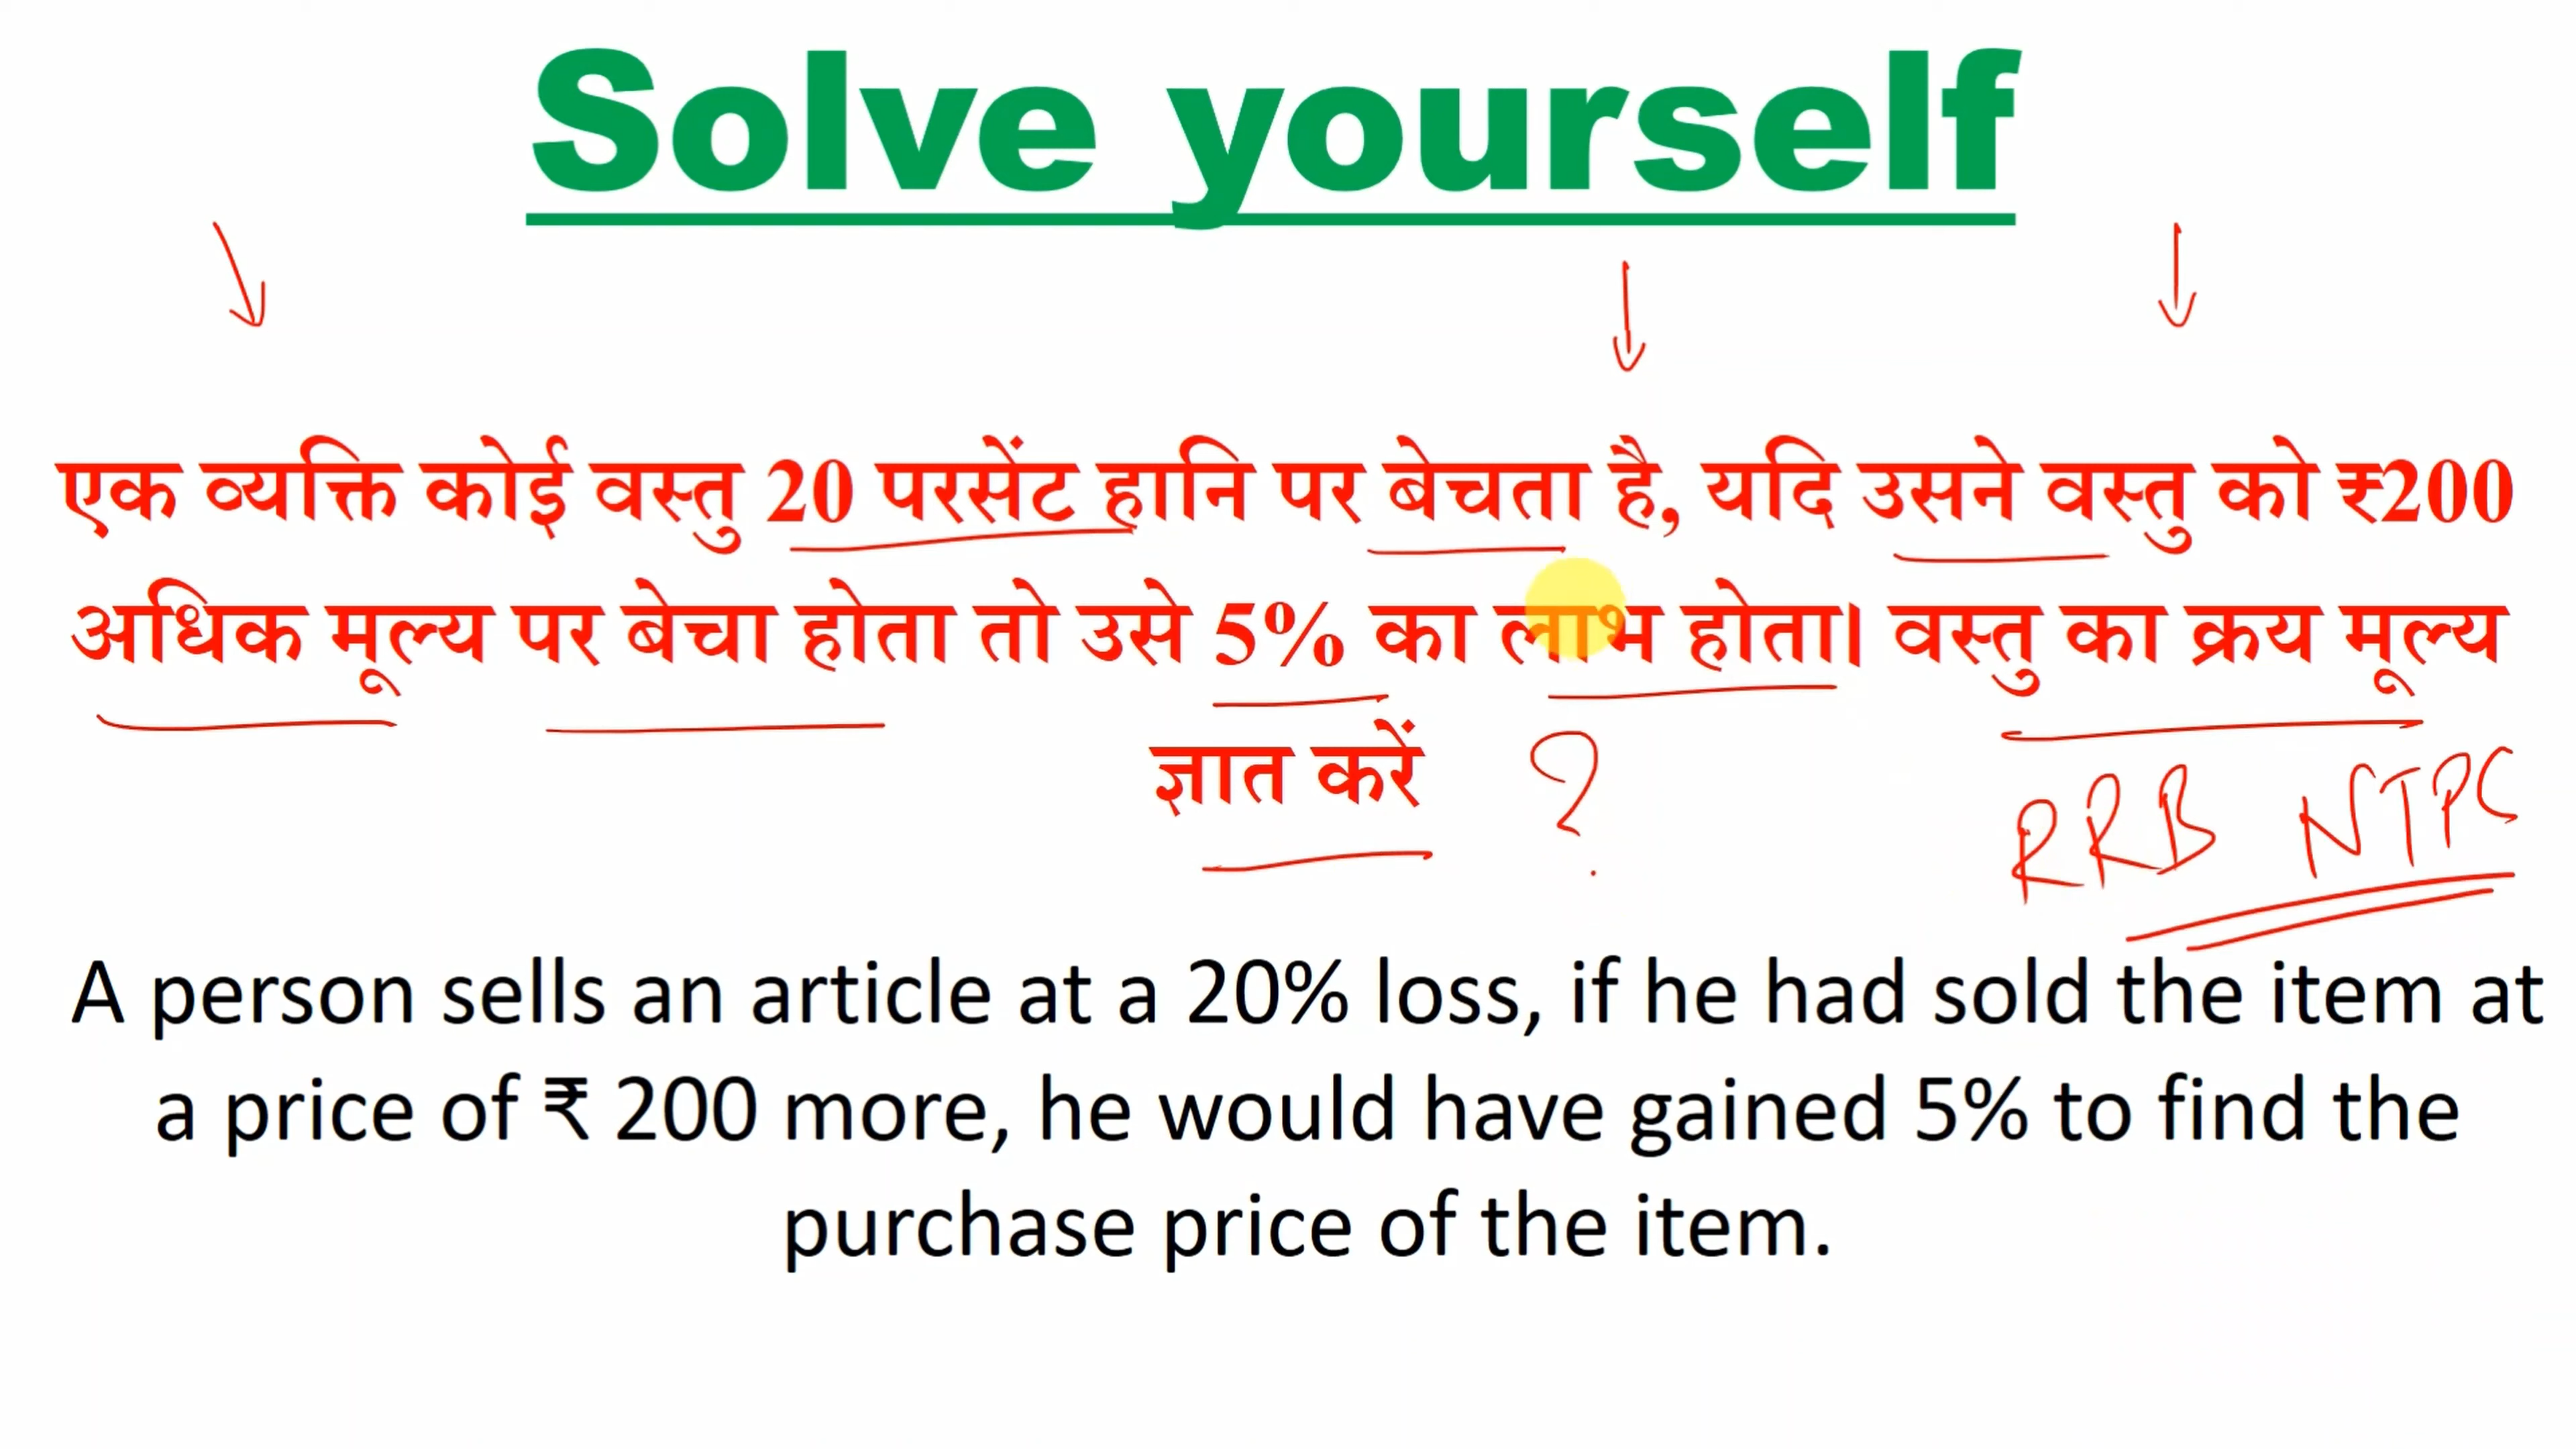 Solve yourself
एक व्यक्ति कोई वस्तु 20 परसेंट हानि पर बेचता है, यदि उसने वस्तु को ₹200
अधिक मूल्य पर बेचा होता तो उसे 5% का लाभ होता। वस्तु का क्रय मूल्य
ज्ञात करें ?
RRB NTPC
A person sells an article at a 20% loss, if he had sold the item at
a price of ₹ 200 more, he would have gained 5% to find the
purchase price of the item.